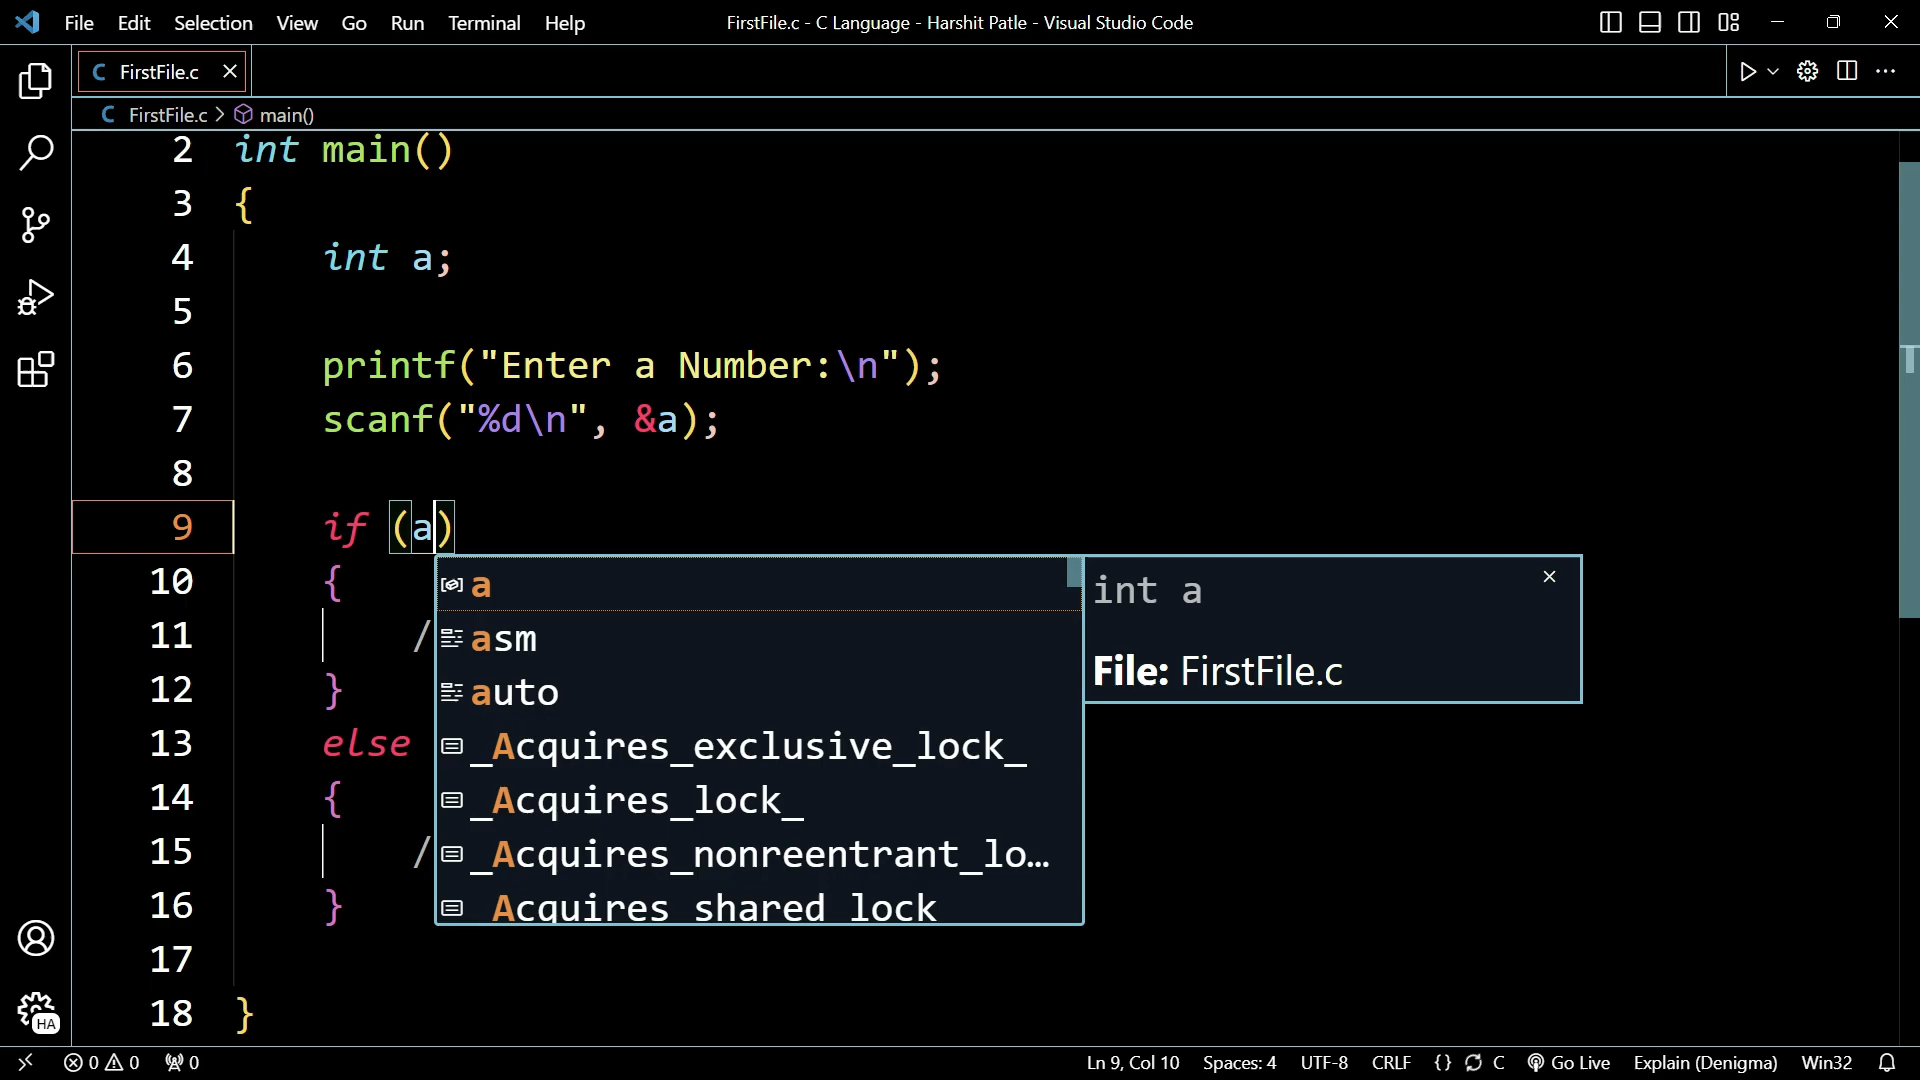 File Edit Selection View Go Run Terminal Help FirstFile.c - C Language - Harshit Patle - Visual Studio Code
C FirstFile.c
C FirstFile.c > main()
2 int main()
3 {
4 int a;
5
6 printf("Enter a Number:\n");
7 scanf("%d\n", &a);
8
9 if (a)
10 {
a
int a
11 /
asm
File: FirstFile.c
12 }
auto
13 else
_Acquires_exclusive_lock_
14 {
_Acquires_lock_
15 /
_Acquires_nonreentrant_lo…
16 }
_Acquires_shared_lock
17
18 }
HA
0 0 0 Ln 9, Col 10 Spaces: 4 UTF-8 CRLF {} C Go Live Explain (Denigma) Win32